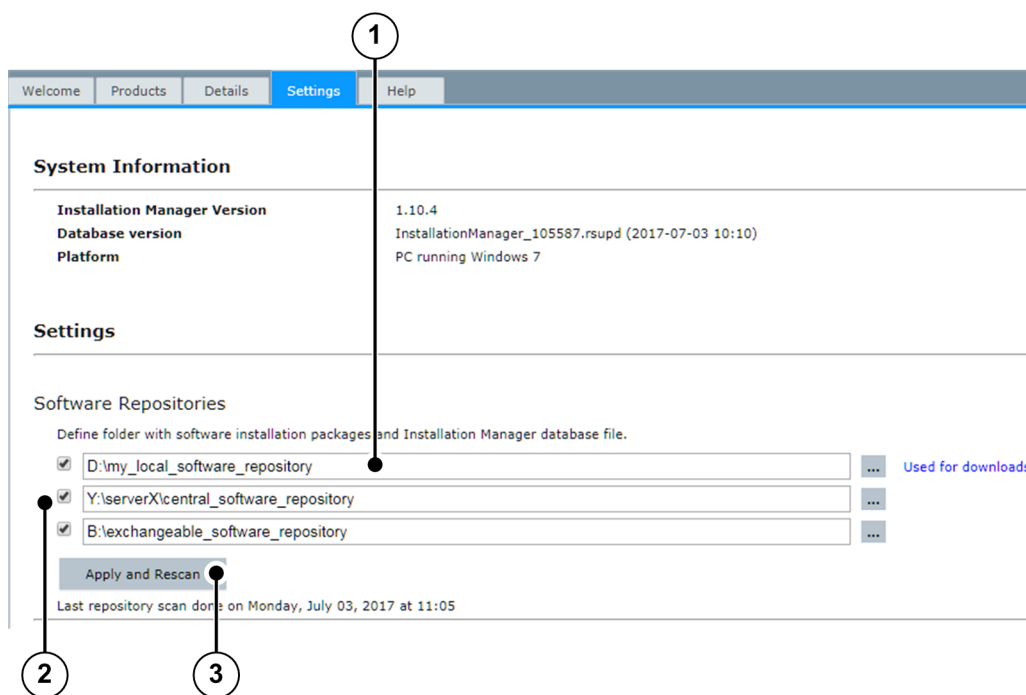 1
Welcome Products Details Settings Help
System Information
Installation Manager Version 1.10.4
Database version InstallationManager_105587.rsupd (2017-07-03 10:10)
Platform PC running Windows 7
Settings
Software Repositories
Define folder with software installation packages and Installation Manager database file.
D:\my_local_software_repository ... Used for downloads
Y:\serverX\central_software_repository ...
B:\exchangeable_software_repository ...
Apply and Rescan
Last repository scan done on Monday, July 03, 2017 at 11:05
2 3